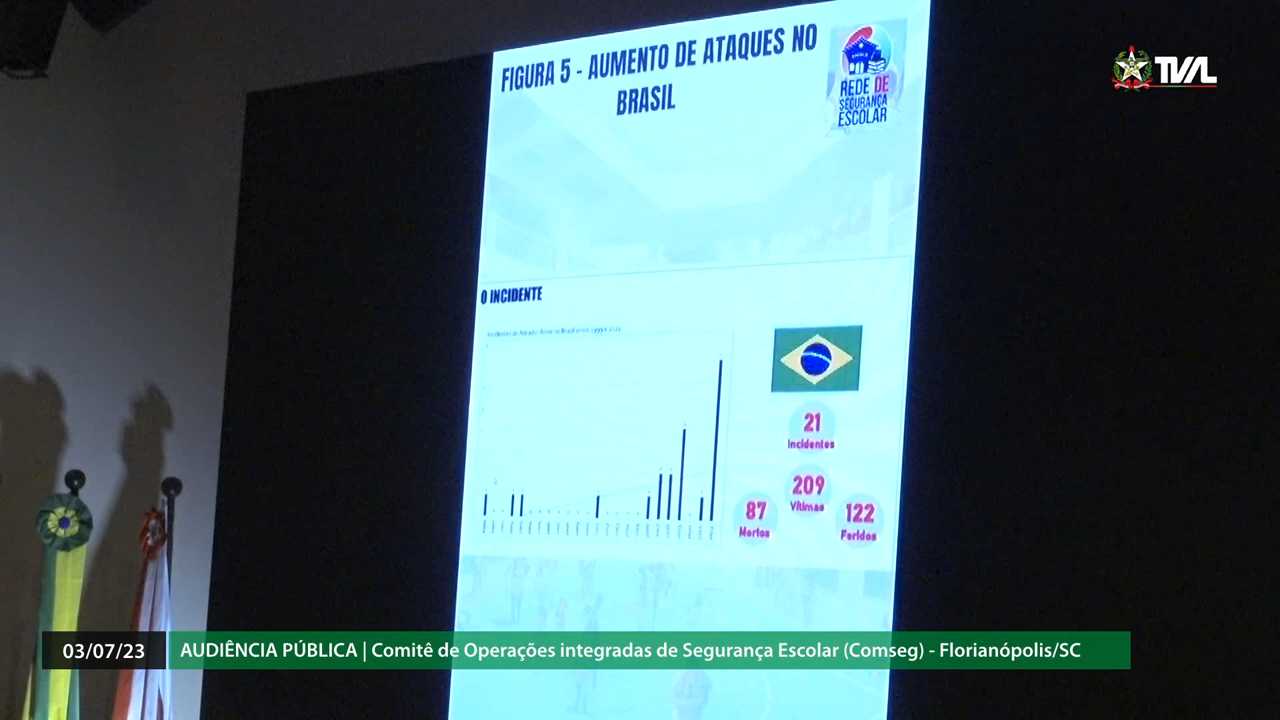 FIGURA 5 - AUMENTO DE ATAQUES NO
BRASIL
REDE DE
SEGURANÇA
ESCOLAR
TVAL
O INCIDENTE
21
Incidentes
209
Vítimas
87
Mortos
122
Feridos
03/07/23
AUDIÊNCIA PÚBLICA | Comitê de Operações integradas de Segurança Escolar (Comseg) - Florianópolis/SC